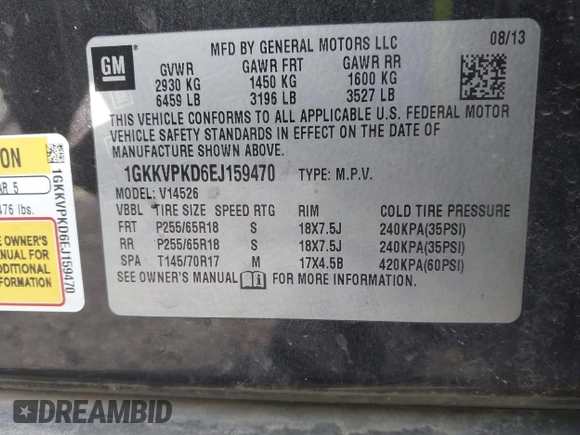 GM
MFD BY GENERAL MOTORS LLC 08/13
GVWR GAWR FRT GAWR RR
2930 KG 1450 KG 1600 KG
6459 LB 3196 LB 3527 LB
THIS VEHICLE CONFORMS TO ALL APPLICABLE U.S. FEDERAL MOTOR
VEHICLE SAFETY STANDARDS IN EFFECT ON THE DATE OF
MANUFACTURE SHOWN ABOVE.
1GKKVPKD6EJ159470 TYPE: M.P.V.
MODEL: V14526
VBBL TIRE SIZE SPEED RTG RIM COLD TIRE PRESSURE
FRT P255/65R18 S 18X7.5J 240KPA(35PSI)
RR P255/65R18 S 18X7.5J 240KPA(35PSI)
SPA T145/70R17 M 17X4.5B 420KPA(60PSI)
SEE OWNER'S MANUAL FOR MORE INFORMATION.
ON
AR 5
476 lbs.
E OWNER'S
ANUAL FOR
DDITIONAL
ORMATION
1GKKVPKD6EJ159470
DREAMBID